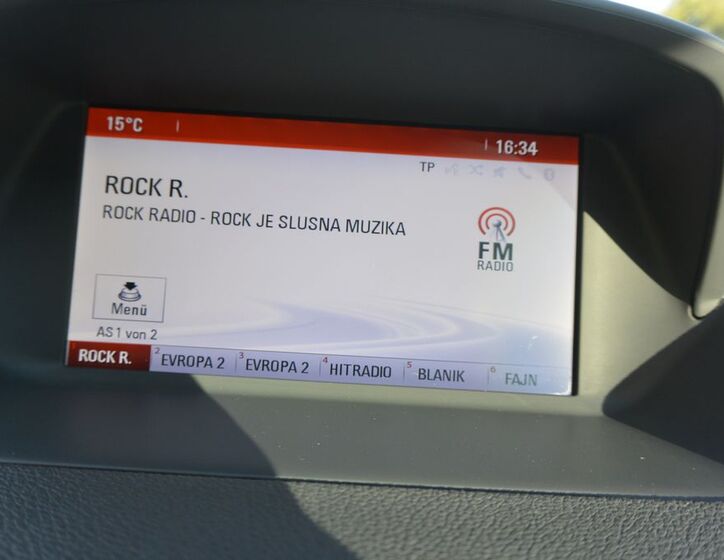 15°C 16:34
TP
ROCK R.
ROCK RADIO - ROCK JE SLUSNA MUZIKA
FM
RADIO
Menü
AS 1 von 2
ROCK R. 2 EVROPA 2 3 EVROPA 2 4 HITRADIO 5 BLANIK 6 FAJN